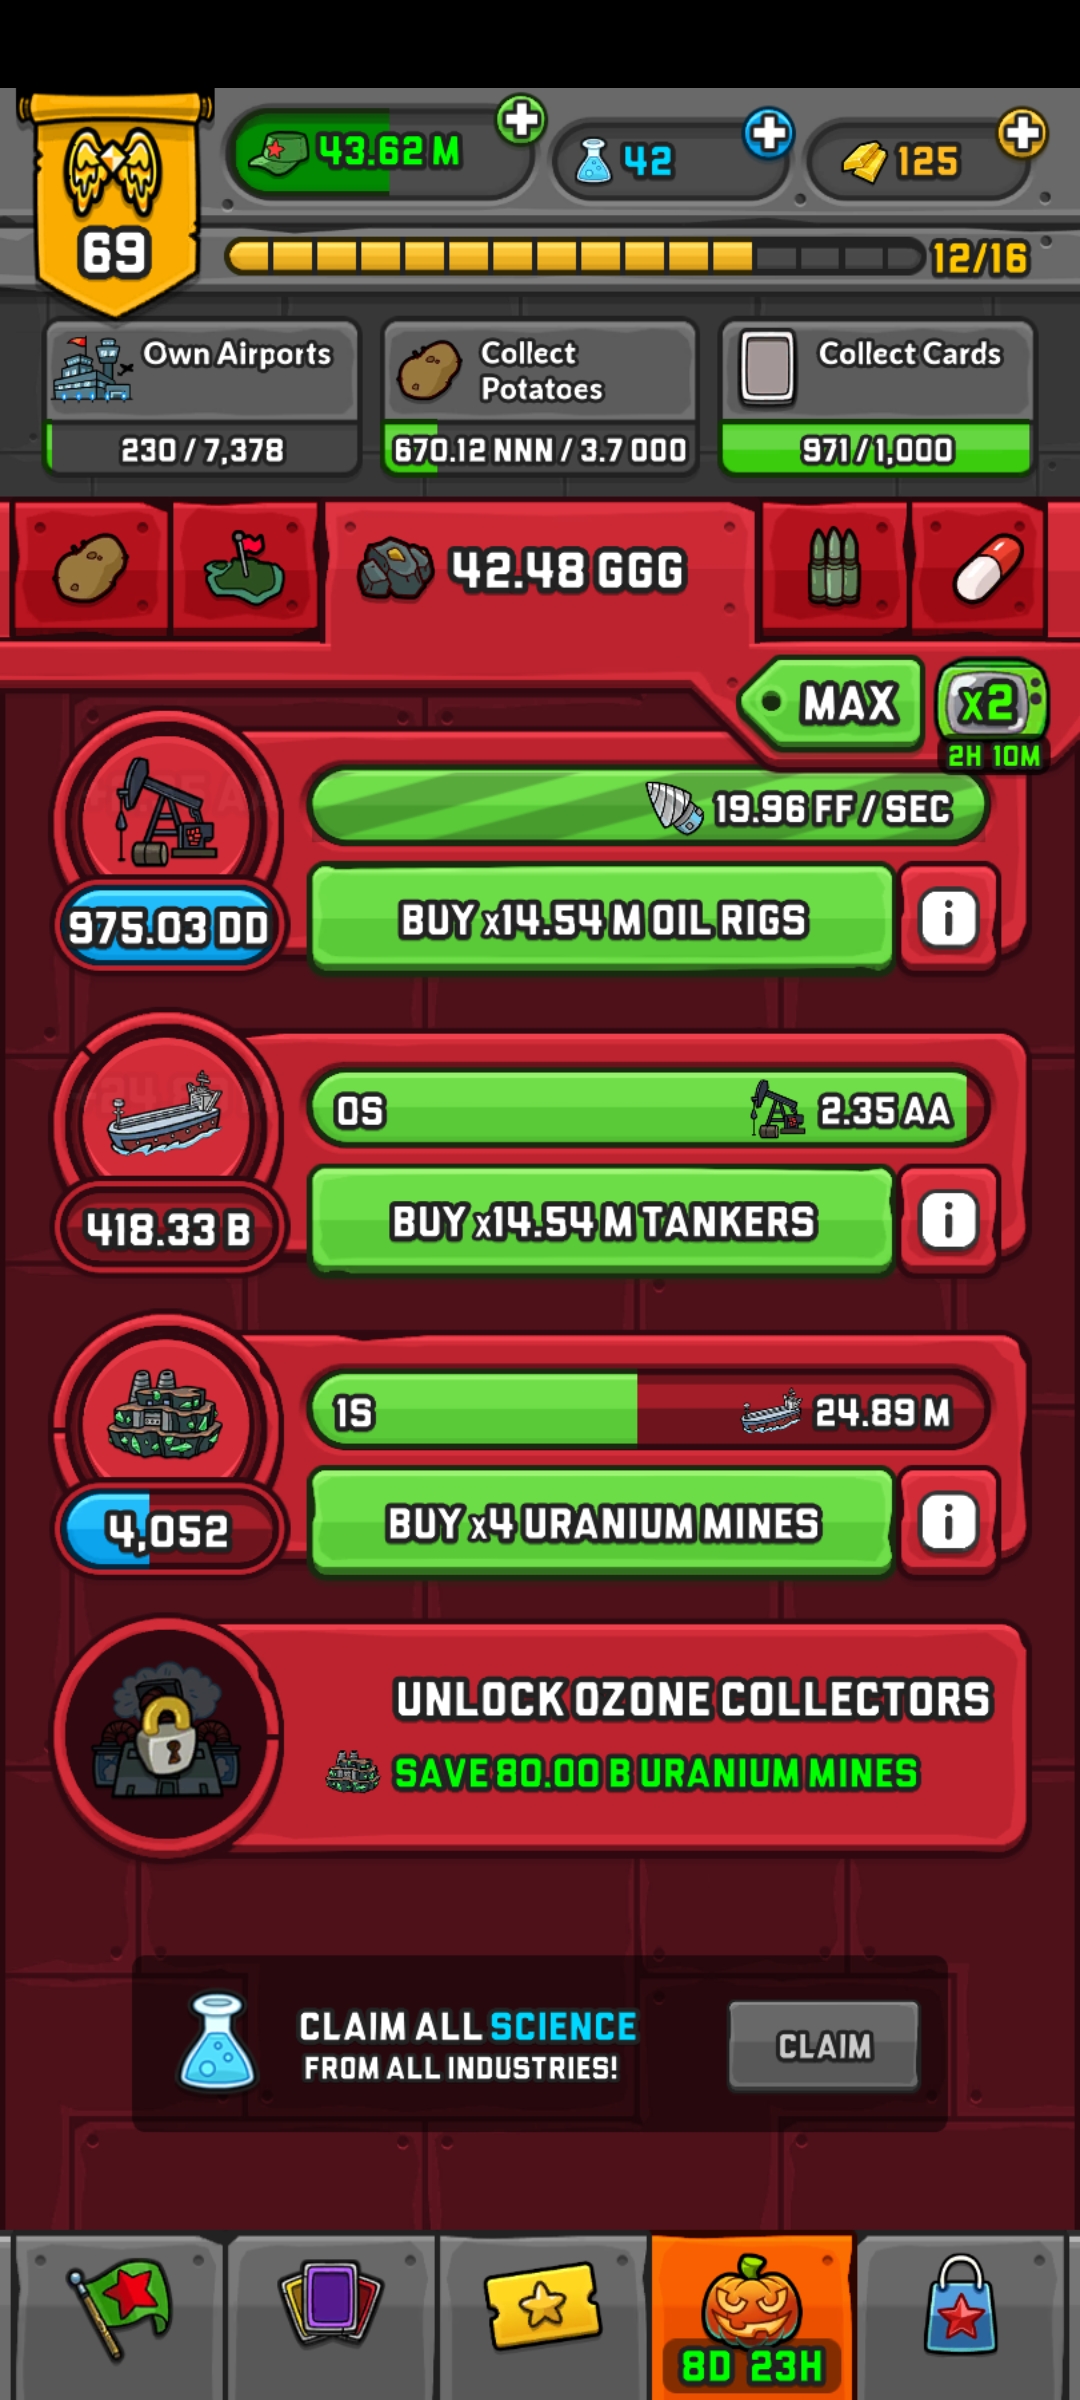 69
43.62 M
42
125
12/16
Own Airports
230 / 7,378
Collect
Potatoes
670.12 NNN / 3.7 OOO
Collect Cards
971 / 1,000
42.48 GGG
MAX
x2
2H 10M
19.96 FF / SEC
975.03 DD
BUY x14.54 M OIL RIGS
i
0S
2.35 AA
418.33 B
BUY x14.54 M TANKERS
i
1S
24.89 M
4,052
BUY x4 URANIUM MINES
i
UNLOCK OZONE COLLECTORS
SAVE 80.00 B URANIUM MINES
CLAIM ALL SCIENCE
FROM ALL INDUSTRIES!
CLAIM
8D 23H